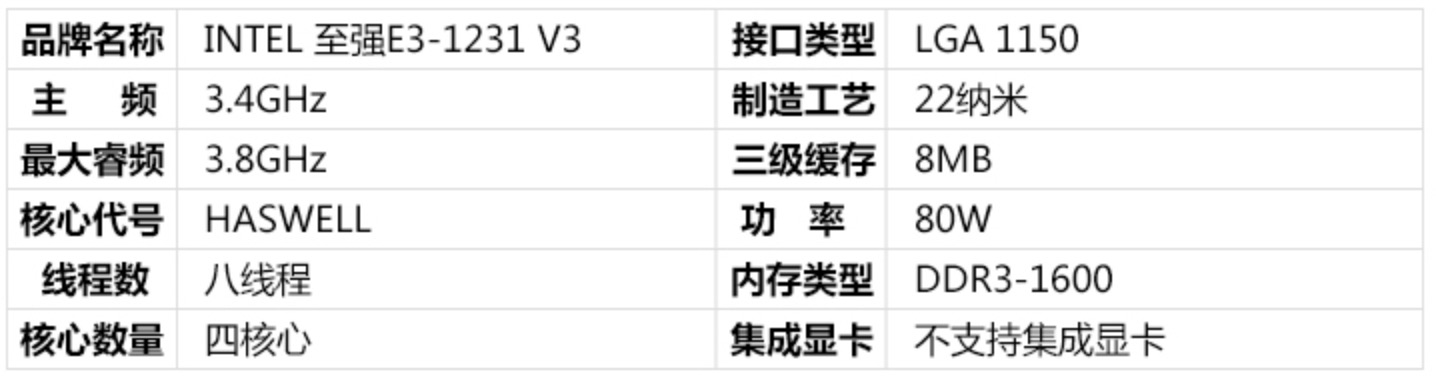 品牌名称 INTEL 至强E3-1231 V3 接口类型 LGA 1150
主 频 3.4GHz 制造工艺 22纳米
最大睿频 3.8GHz 三级缓存 8MB
核心代号 HASWELL 功 率 80W
线程数 八线程 内存类型 DDR3-1600
核心数量 四核心 集成显卡 不支持集成显卡